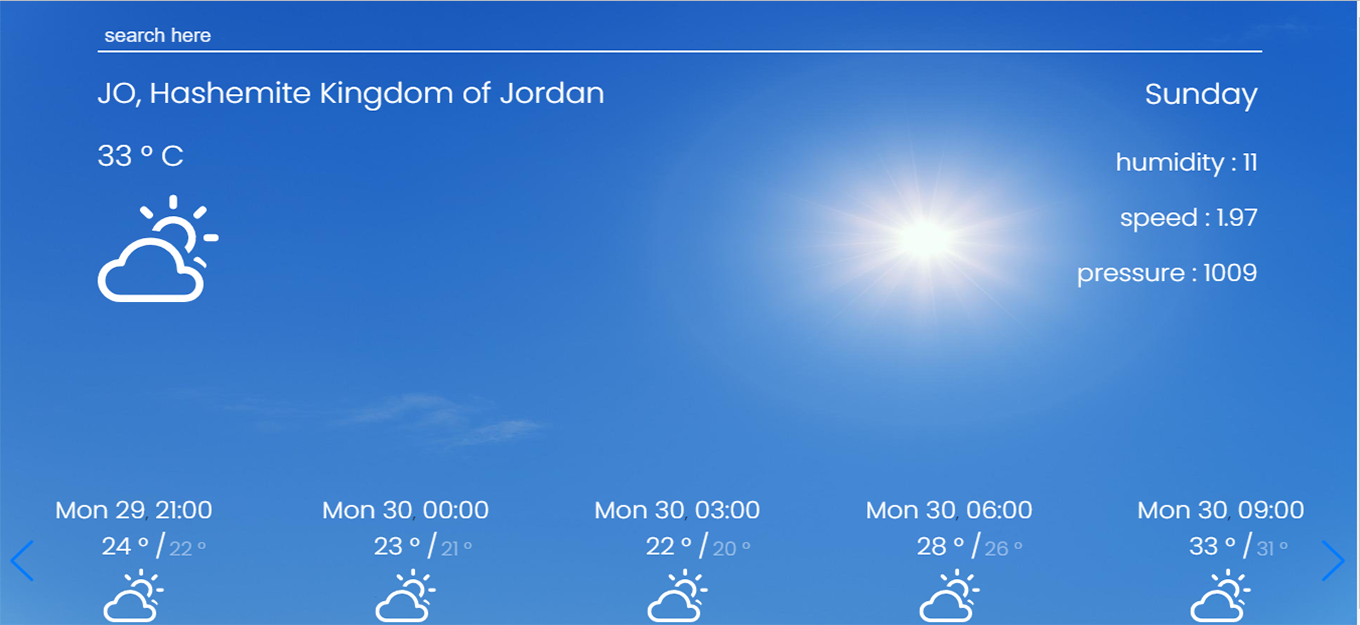 search here
JO, Hashemite Kingdom of Jordan
Sunday
33 ° C
humidity : 11
speed : 1.97
pressure : 1009
Mon 29, 21:00
24 ° / 22 °
Mon 30, 00:00
23 ° / 21 °
Mon 30, 03:00
22 ° / 20 °
Mon 30, 06:00
28 ° / 26 °
Mon 30, 09:00
33 ° / 31 °